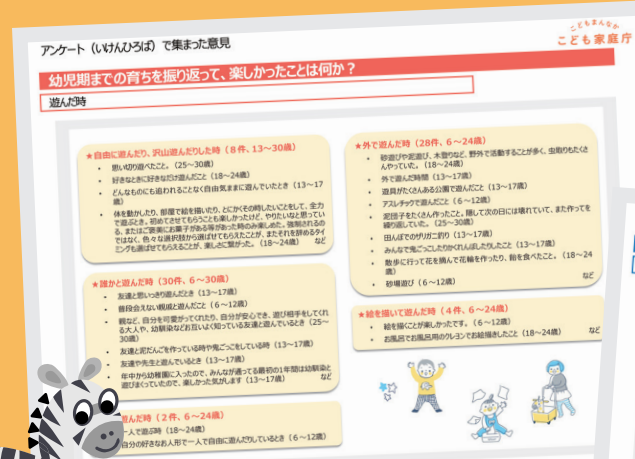 アンケート（いけんひろば）で集まった意見
こどもまんなか
こども家庭庁
幼児期までの育ちを振り返って、楽しかったことは何か？
遊んだ時
★自由に遊んだり、沢山遊んだりした時（8件、13～30歳）
・ 思い切り遊べたこと。（25～30歳）
・ 好きなときに好きなだけ遊んだこと（18～24歳）
・ どんなものにも追われることなく自由気ままに遊んでいたとき（13～17
歳）
・ 体を動かしたり、部屋で絵を描いたり、とにかくその時したいことをして、全力
で遊ぶとき。初めてさせてもらうことも楽しかったけど、やりたいなと思ってい
る、またはご褒美にお菓子がある等があった時のみ楽しめた。強制されるの
ではなく、色々な選択肢から選ばせてもらえたことが、またそれを辞めるタイ
ミングも選ばせてもらえることが、楽しさに繋がった。（18～24歳） など
★誰かと遊んだ時（30件、6～30歳）
・ 友達と思いっきり遊んだとき（13～17歳）
・ 普段会えない親戚と遊んだこと（6～12歳）
・ 親など、自分を可愛がってくれたり、自分が安心でき、遊び相手をしてくれ
る大人や、幼馴染などお互いよく知っている友達と遊んでいるとき（25～
30歳）
・ 友達と泥だんごを作っている時や鬼ごっこをしている時（13～17歳）
・ 友達や先生と遊んでいるとき（13～17歳）
・ 年中から幼稚園に入ったので、みんなが通ってる最初の1年間は幼馴染と
遊びまくっていたので、楽しかった気がします（13～17歳） など
遊んだ時（2件、6～24歳）
一人で遊ぶ時（18～24歳）
自分の好きなお人形で一人で自由に遊んだりしているとき（6～12歳）
★外で遊んだ時（28件、6～24歳）
・ 砂遊びや泥遊び、木登りなど、野外で活動することが多く、虫取りもたくさ
んやっていた。（18～24歳）
・ 外で遊んだ時間（13～17歳）
・ 遊具がたくさんある公園で遊んだこと（13～17歳）
・ アスレチックで遊んだこと（6～12歳）
・ 泥団子をたくさん作ったこと。隠して次の日には壊れていて、また作ってを
繰り返していた。（25～30歳）
・ 田んぼでのザリガニ釣り（13～17歳）
・ みんなで鬼ごっこしたりかくれんぼしたりしたこと（13～17歳）
・ 散歩に行って花を摘んで花輪を作ったり、飴を食べたこと。（18～24
歳）
・ 砂場遊び（6～12歳） など
★絵を描いて遊んだ時（4件、6～24歳）
・ 絵を描くことが楽しかったです。（6～12歳）
・ お風呂でお風呂用のクレヨンでお絵描きしたこと（18～24歳） など